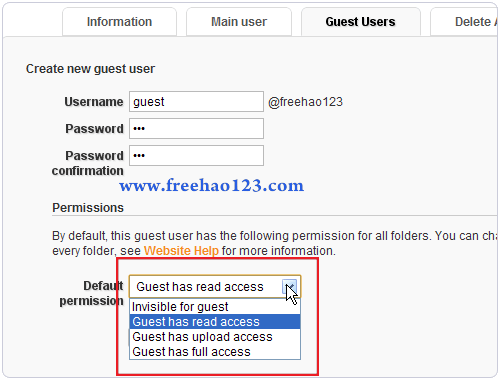 Information
Main user
Guest Users
Delete A
Create new guest user
Username guest @freehao123
Password •••
Password confirmation •••
www.freehao123.com
Permissions
By default, this guest user has the following permission for all folders. You can cha
every folder, see Website Help for more information.
Default permission Guest has read access
Invisible for guest
Guest has read access
Guest has upload access
Guest has full access